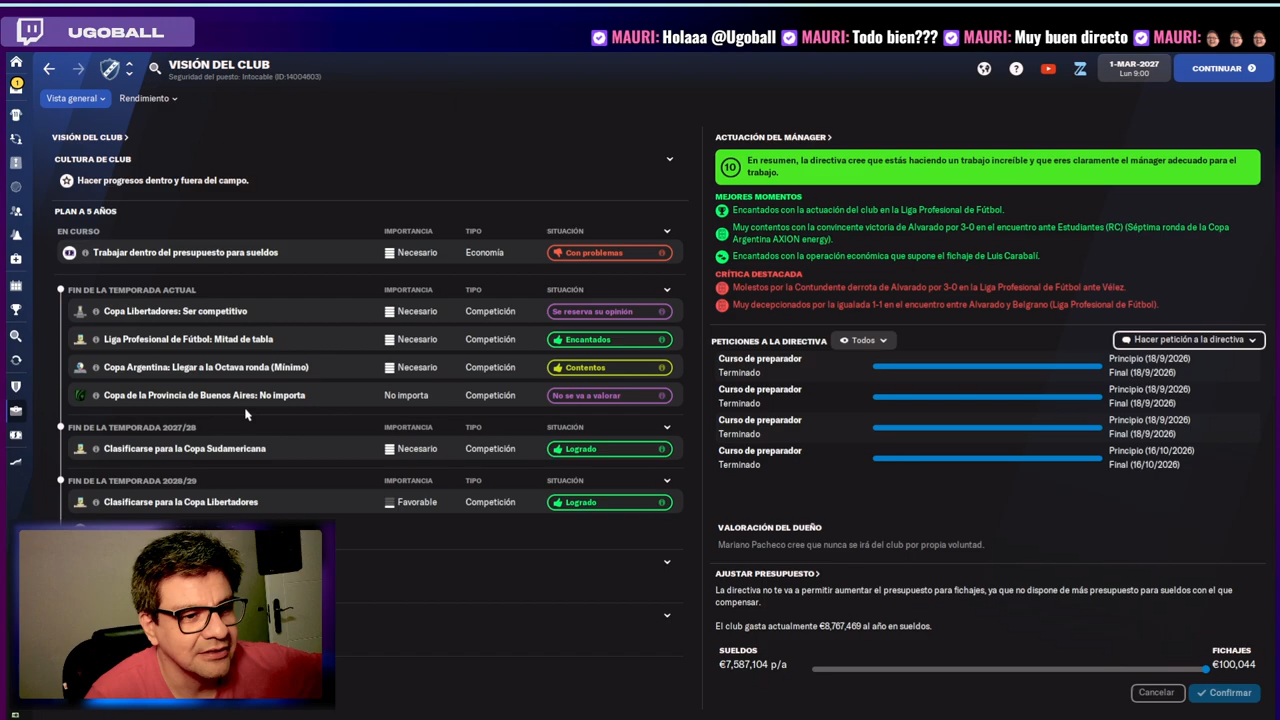 UGOBALL
MAURI: Holaaa @Ugoball MAURI: Todo bien??? MAURI: Muy buen directo MAURI:
VISIÓN DEL CLUB
Seguridad del puesto: Intocable (ID:14004603)
1-MAR-2027
Lun 9:00
CONTINUAR
1
Vista general
Rendimiento
VISIÓN DEL CLUB >
CULTURA DE CLUB
Hacer progresos dentro y fuera del campo.
PLAN A 5 AÑOS
EN CURSO IMPORTANCIA TIPO SITUACIÓN
Trabajar dentro del presupuesto para sueldos Necesario Economía Con problemas
FIN DE LA TEMPORADA ACTUAL IMPORTANCIA TIPO SITUACIÓN
Copa Libertadores: Ser competitivo Necesario Competición Se reserva su opinión
Liga Profesional de Fútbol: Mitad de tabla Necesario Competición Encantados
Copa Argentina: Llegar a la Octava ronda (Mínimo) Necesario Competición Contentos
Copa de la Provincia de Buenos Aires: No importa No importa Competición No se va a valorar
FIN DE LA TEMPORADA 2027/28 IMPORTANCIA TIPO SITUACIÓN
Clasificarse para la Copa Sudamericana Necesario Competición Logrado
FIN DE LA TEMPORADA 2028/29 IMPORTANCIA TIPO SITUACIÓN
Clasificarse para la Copa Libertadores Favorable Competición Logrado
ACTUACIÓN DEL MÁNAGER >
10
En resumen, la directiva cree que estás haciendo un trabajo increíble y que eres claramente el mánager adecuado para el
trabajo.
MEJORES MOMENTOS
Encantados con la actuación del club en la Liga Profesional de Fútbol.
Muy contentos con la convincente victoria de Alvarado por 3-0 en el encuentro ante Estudiantes (RC) (Séptima ronda de la Copa
Argentina AXION energy).
Encantados con la operación económica que supone el fichaje de Luis Carabalí.
CRÍTICA DESTACADA
Molestos por la Contundente derrota de Alvarado por 3-0 en la Liga Profesional de Fútbol ante Vélez.
Muy decepcionados por la igualada 1-1 en el encuentro entre Alvarado y Belgrano (Liga Profesional de Fútbol).
PETICIONES A LA DIRECTIVA Todos Hacer petición a la directiva
Curso de preparador Principio (18/9/2026)
Terminado Final (18/9/2026)
Curso de preparador Principio (18/9/2026)
Terminado Final (18/9/2026)
Curso de preparador Principio (18/9/2026)
Terminado Final (18/9/2026)
Curso de preparador Principio (16/10/2026)
Terminado Final (16/10/2026)
VALORACIÓN DEL DUEÑO
Mariano Pacheco cree que nunca se irá del club por propia voluntad.
AJUSTAR PRESUPUESTO >
La directiva no te va a permitir aumentar el presupuesto para fichajes, ya que no dispone de más presupuesto para sueldos con el que
compensar.
El club gasta actualmente €8,767,469 al año en sueldos.
SUELDOS FICHAJES
€7,587,104 p/a €100,044
Cancelar Confirmar